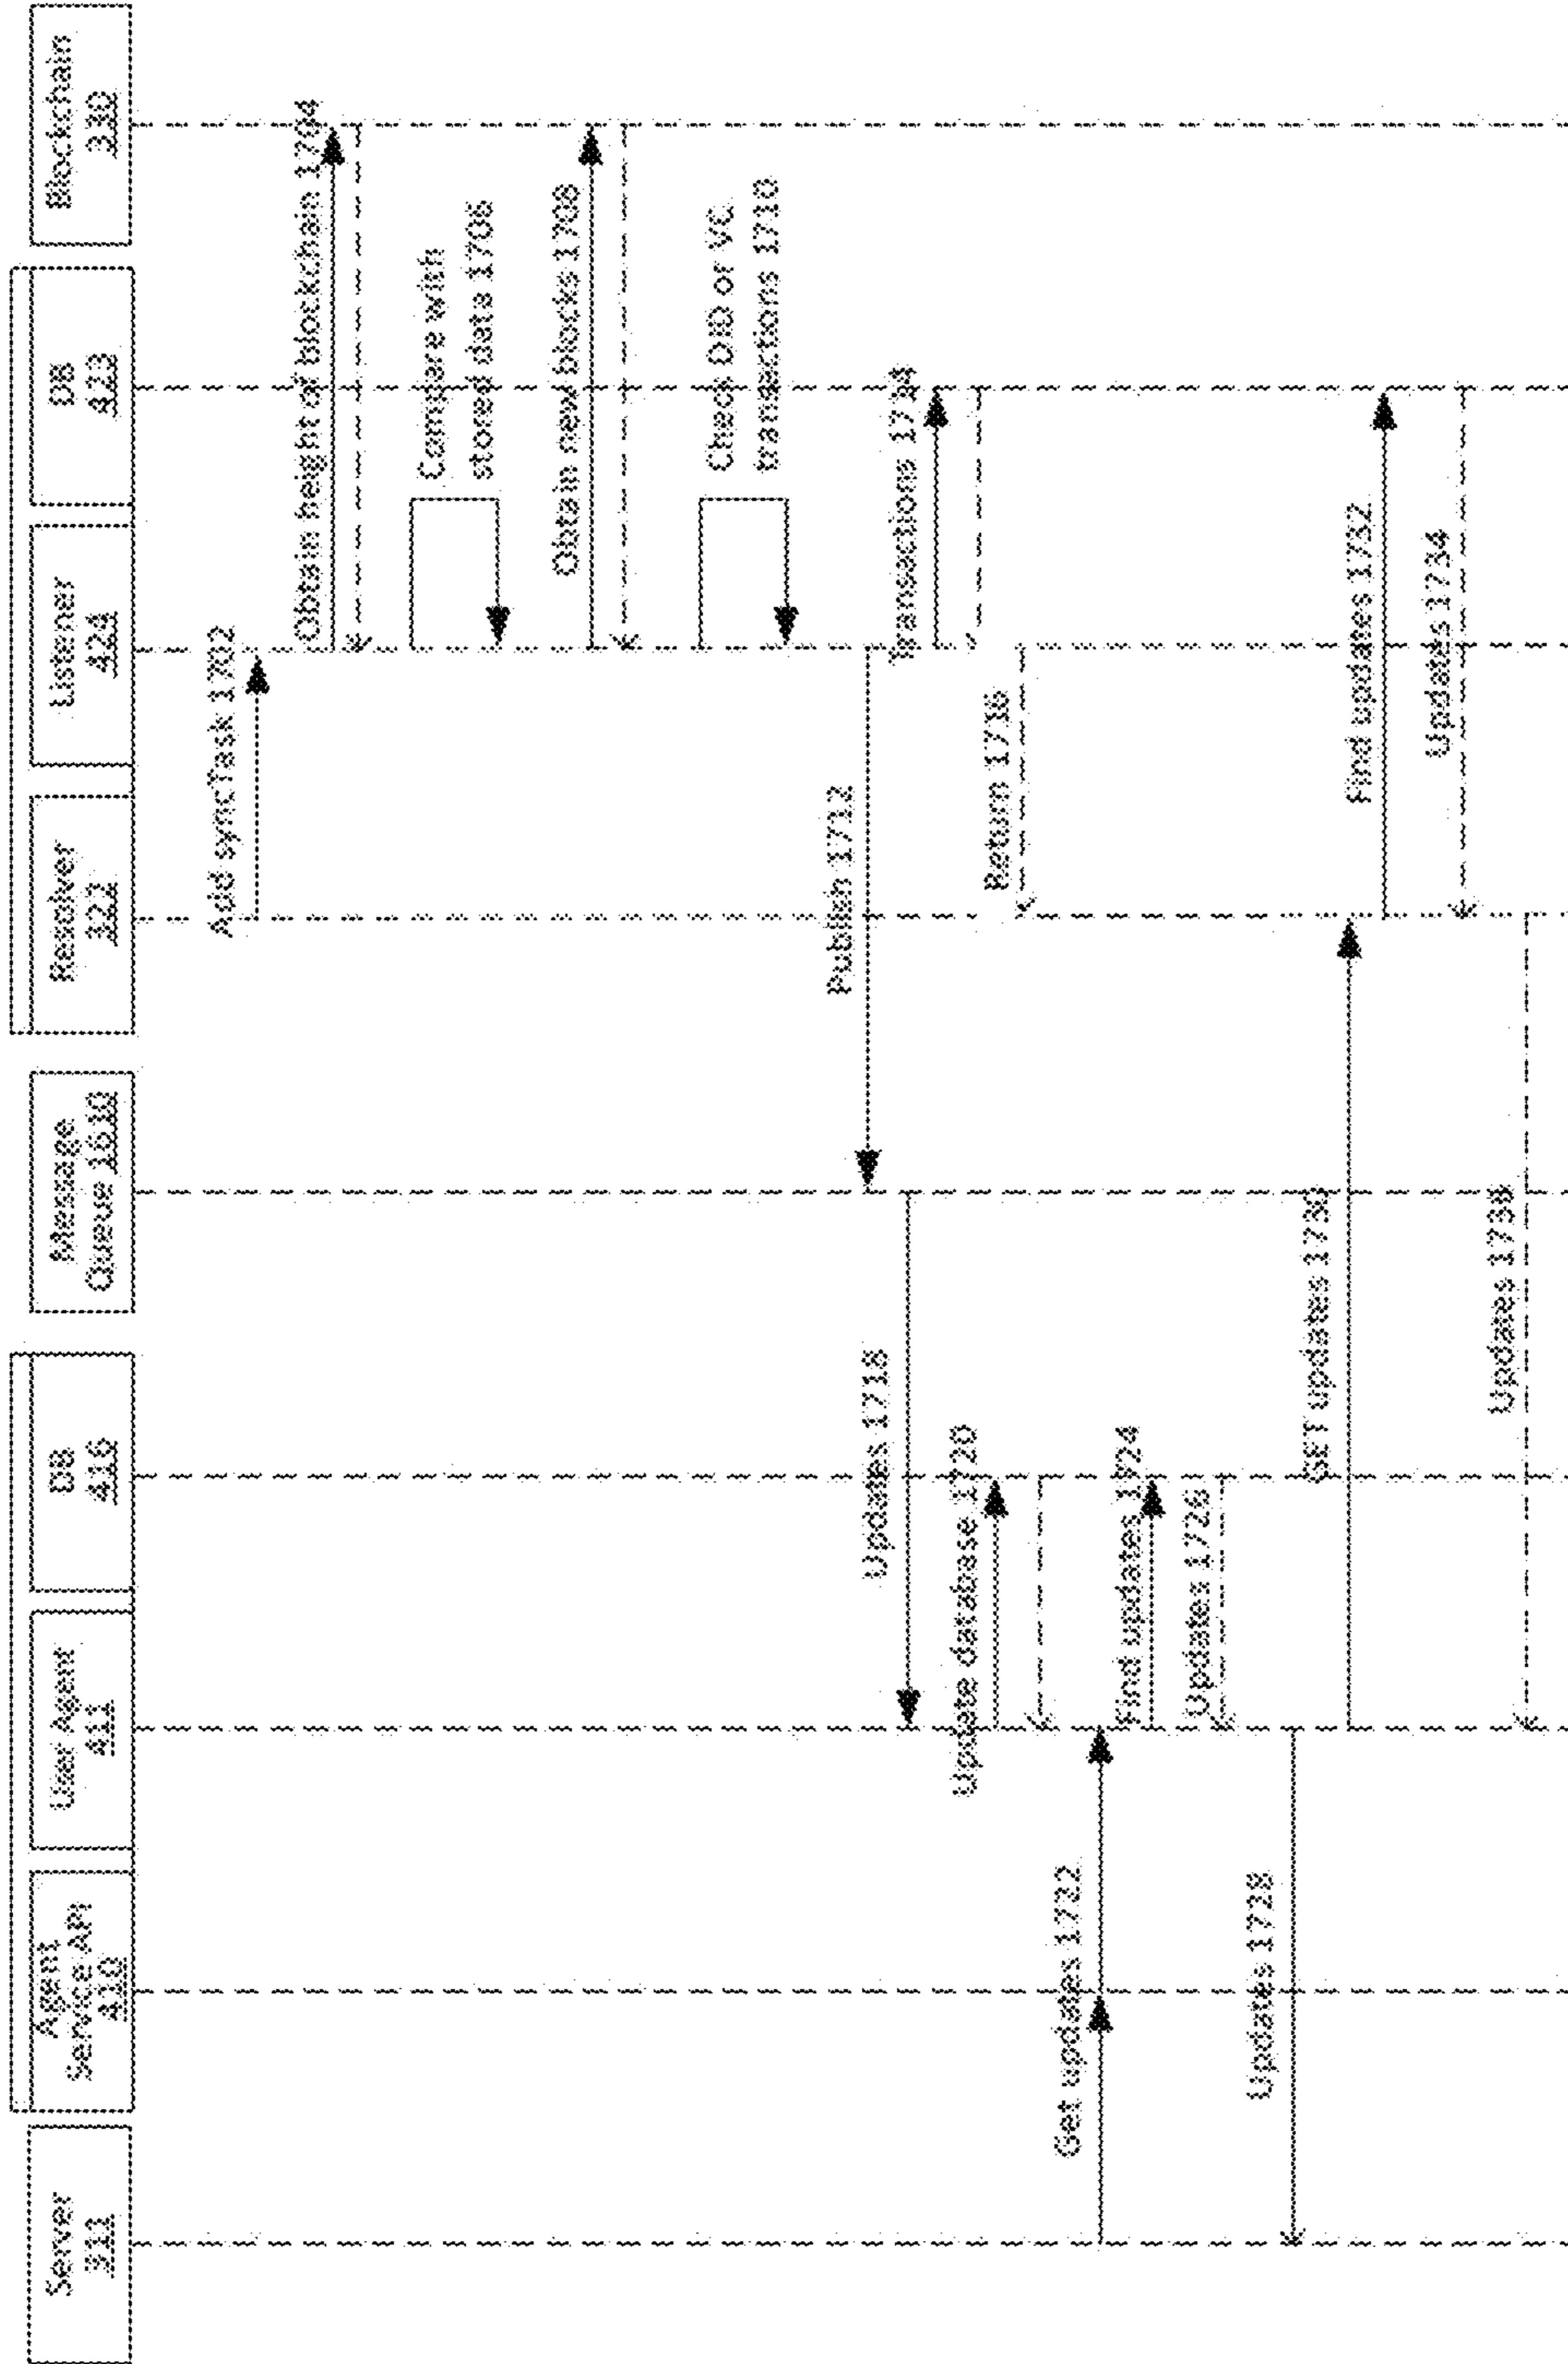 Server
311
Agent
Service API
410
User Agent
411
DB
416
Message
Queue 1610
Resolver
322
Listener
424
DB
423
Blockchain
330
Add syncTask 1702
Obtain height of blockchain 1704
Compare with
stored data 1706
Obtain new blocks 1708
Check DID or VC
transactions 1710
Publish 1712
Transactions 1714
Updates 1718
Update database 1720
Return 1716
Get updates 1722
Find updates 1724
Updates 1726
Updates 1728
GET updates 1730
Find updates 1732
Updates 1734
Updates 1738